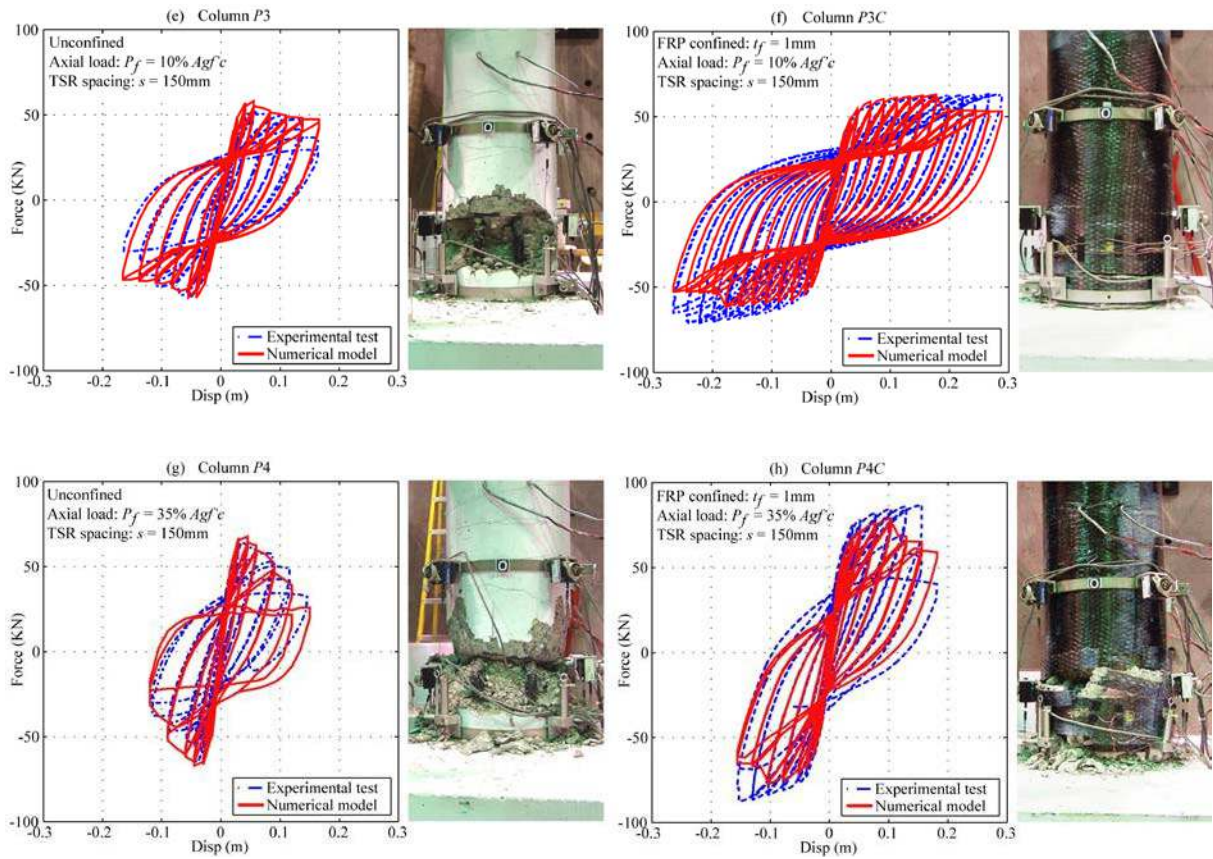 (e) Column P3
Unconfined
Axial load: P_f = 10% Agf'c
TSR spacing: s = 150mm
100
50
0
-50
-100
Force (KN)
-0.3 -0.2 -0.1 0 0.1 0.2 0.3
Disp (m)
Experimental test
Numerical model
(f) Column P3C
FRP confined: t_f = 1mm
Axial load: P_f = 10% Agf'c
TSR spacing: s = 150mm
100
50
0
-50
-100
Force (KN)
-0.3 -0.2 -0.1 0 0.1 0.2 0.3
Disp (m)
Experimental test
Numerical model
(g) Column P4
Unconfined
Axial load: P_f = 35% Agf'c
TSR spacing: s = 150mm
100
50
0
-50
-100
Force (KN)
-0.3 -0.2 -0.1 0 0.1 0.2 0.3
Disp (m)
Experimental test
Numerical model
(h) Column P4C
FRP confined: t_f = 1mm
Axial load: P_f = 35% Agf'c
TSR spacing: s = 150mm
100
50
0
-50
-100
Force (KN)
-0.3 -0.2 -0.1 0 0.1 0.2 0.3
Disp (m)
Experimental test
Numerical model